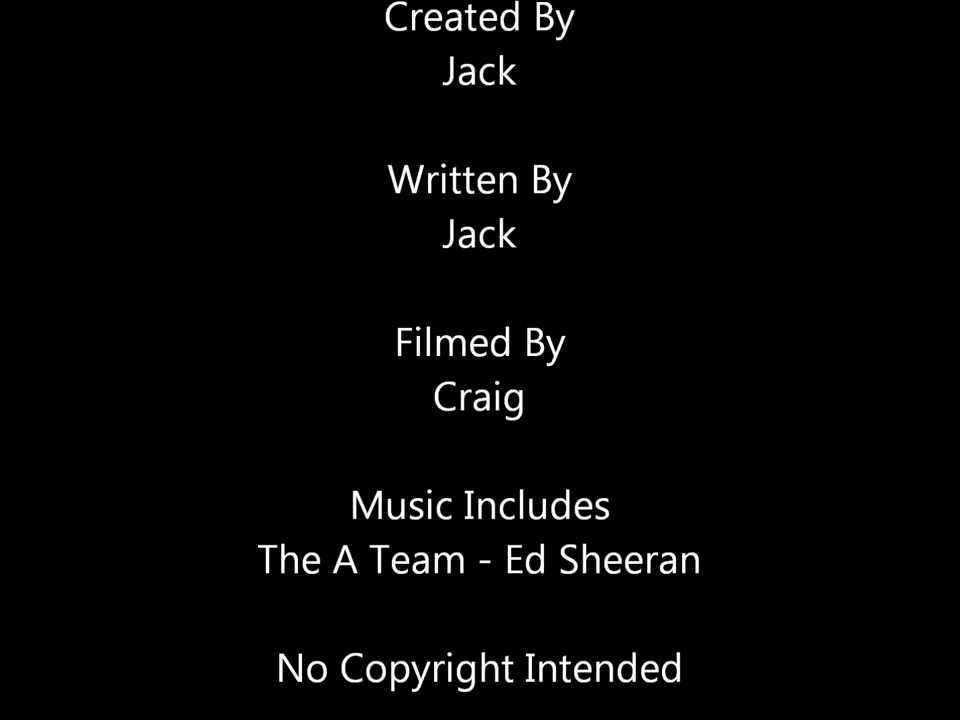 Created By
Jack
Written By
Jack
Filmed By
Craig
Music Includes
The A Team - Ed Sheeran
No Copyright Intended